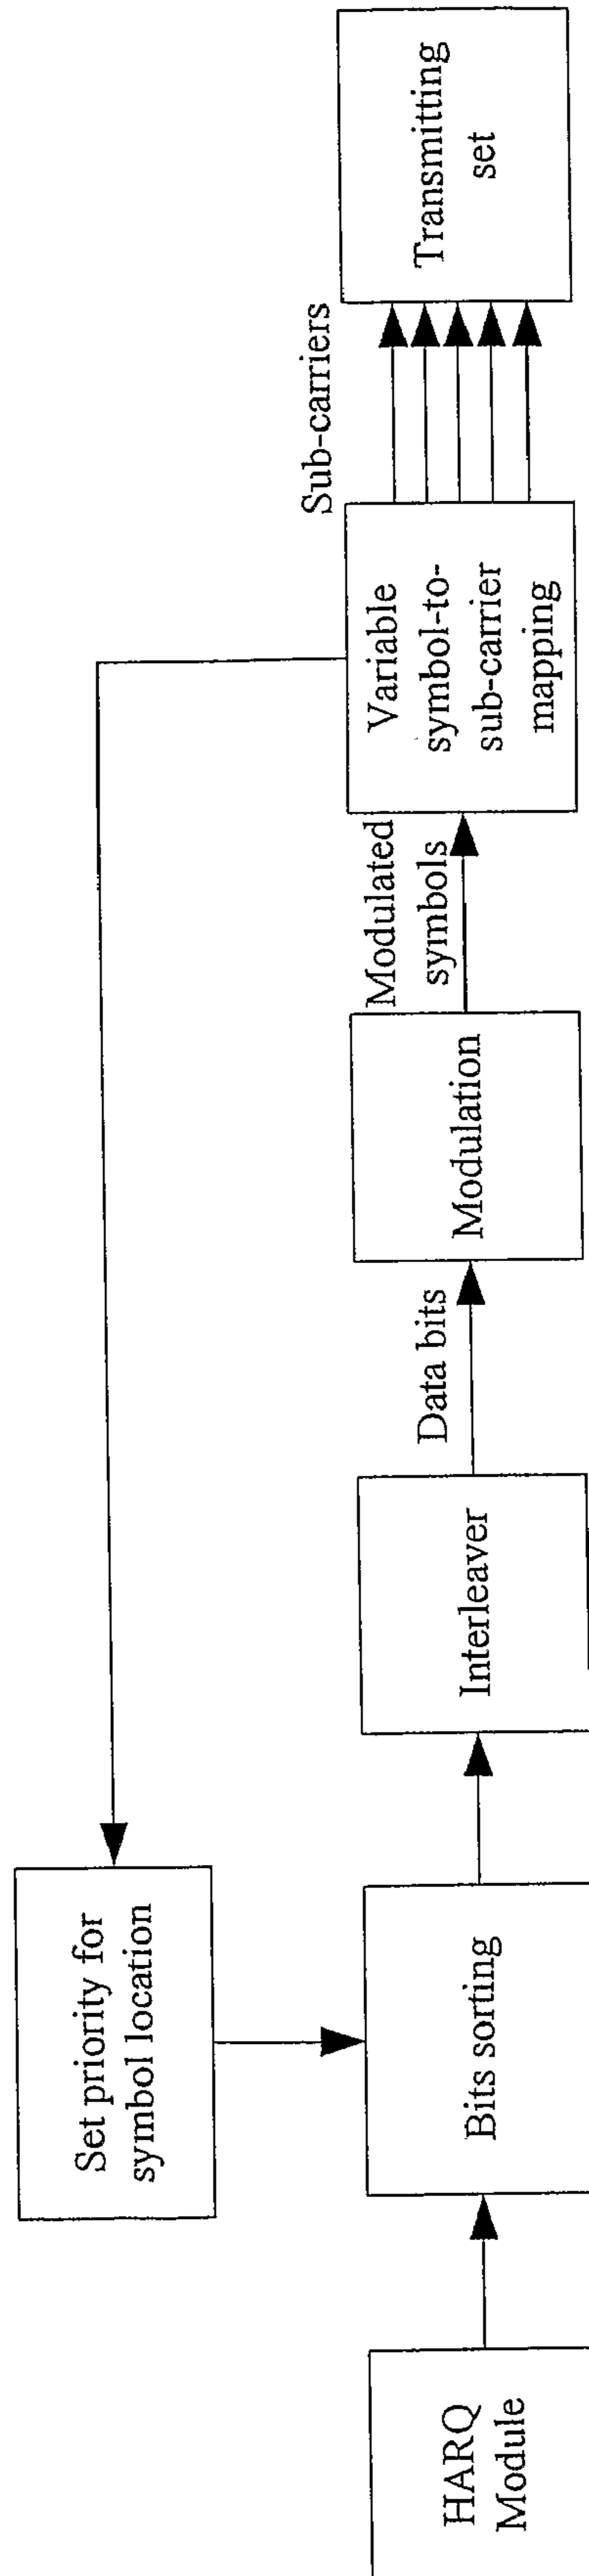 Set priority for
symbol location
HARQ
Module
Bits sorting
Interleaver
Data bits
Modulation
Modulated
symbols
Variable
symbol-to-
sub-carrier
mapping
Sub-carriers
Transmitting
set